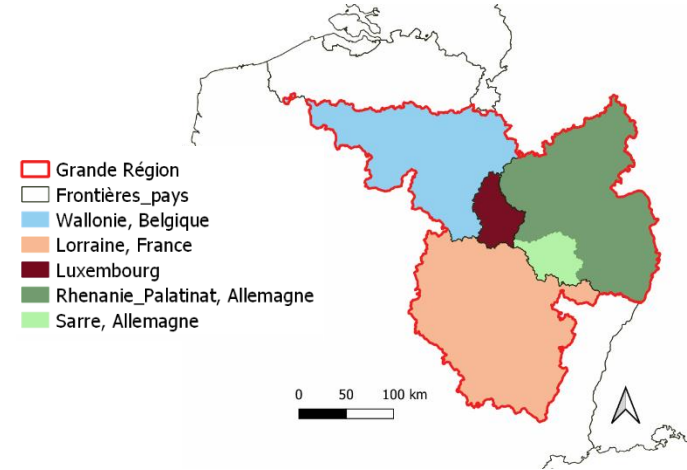 Grande Région
Frontières_pays
Wallonie, Belgique
Lorraine, France
Luxembourg
Rhenanie_Palatinat, Allemagne
Sarre, Allemagne
0 50 100 km